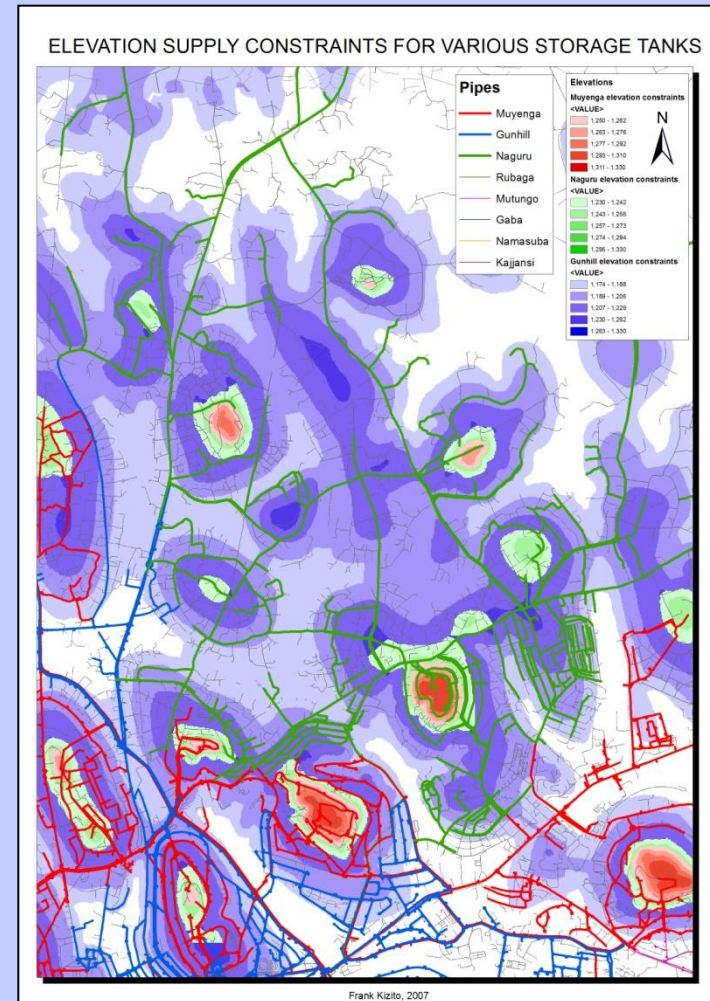 ELEVATION SUPPLY CONSTRAINTS FOR VARIOUS STORAGE TANKS
Pipes
Muyenga
Gunhill
Naguru
Rubaga
Mutungo
Gaba
Namasuba
Kajjansi
Elevations
Muyenga elevation constraints
<VALUE>
1,250 - 1,262
1,263 - 1,276
1,277 - 1,292
1,293 - 1,310
1,311 - 1,330
Naguru elevation constraints
<VALUE>
1,230 - 1,242
1,243 - 1,256
1,257 - 1,273
1,274 - 1,294
1,295 - 1,330
Gunhill elevation constraints
<VALUE>
1,174 - 1,188
1,189 - 1,206
1,207 - 1,229
1,230 - 1,262
1,263 - 1,330
N
Frank Kizito, 2007